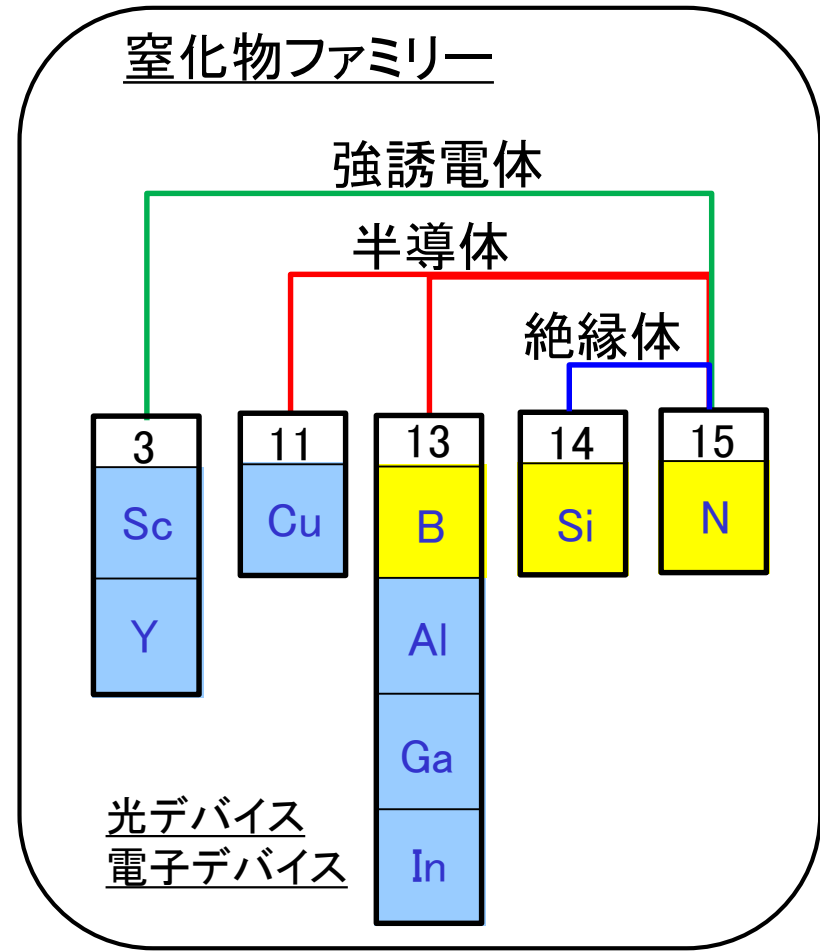 窒化物ファミリー
強誘電体
半導体
絶縁体
3
11
13
14
15
Sc
Cu
B
Si
N
Y
Al
Ga
In
光デバイス
電子デバイス